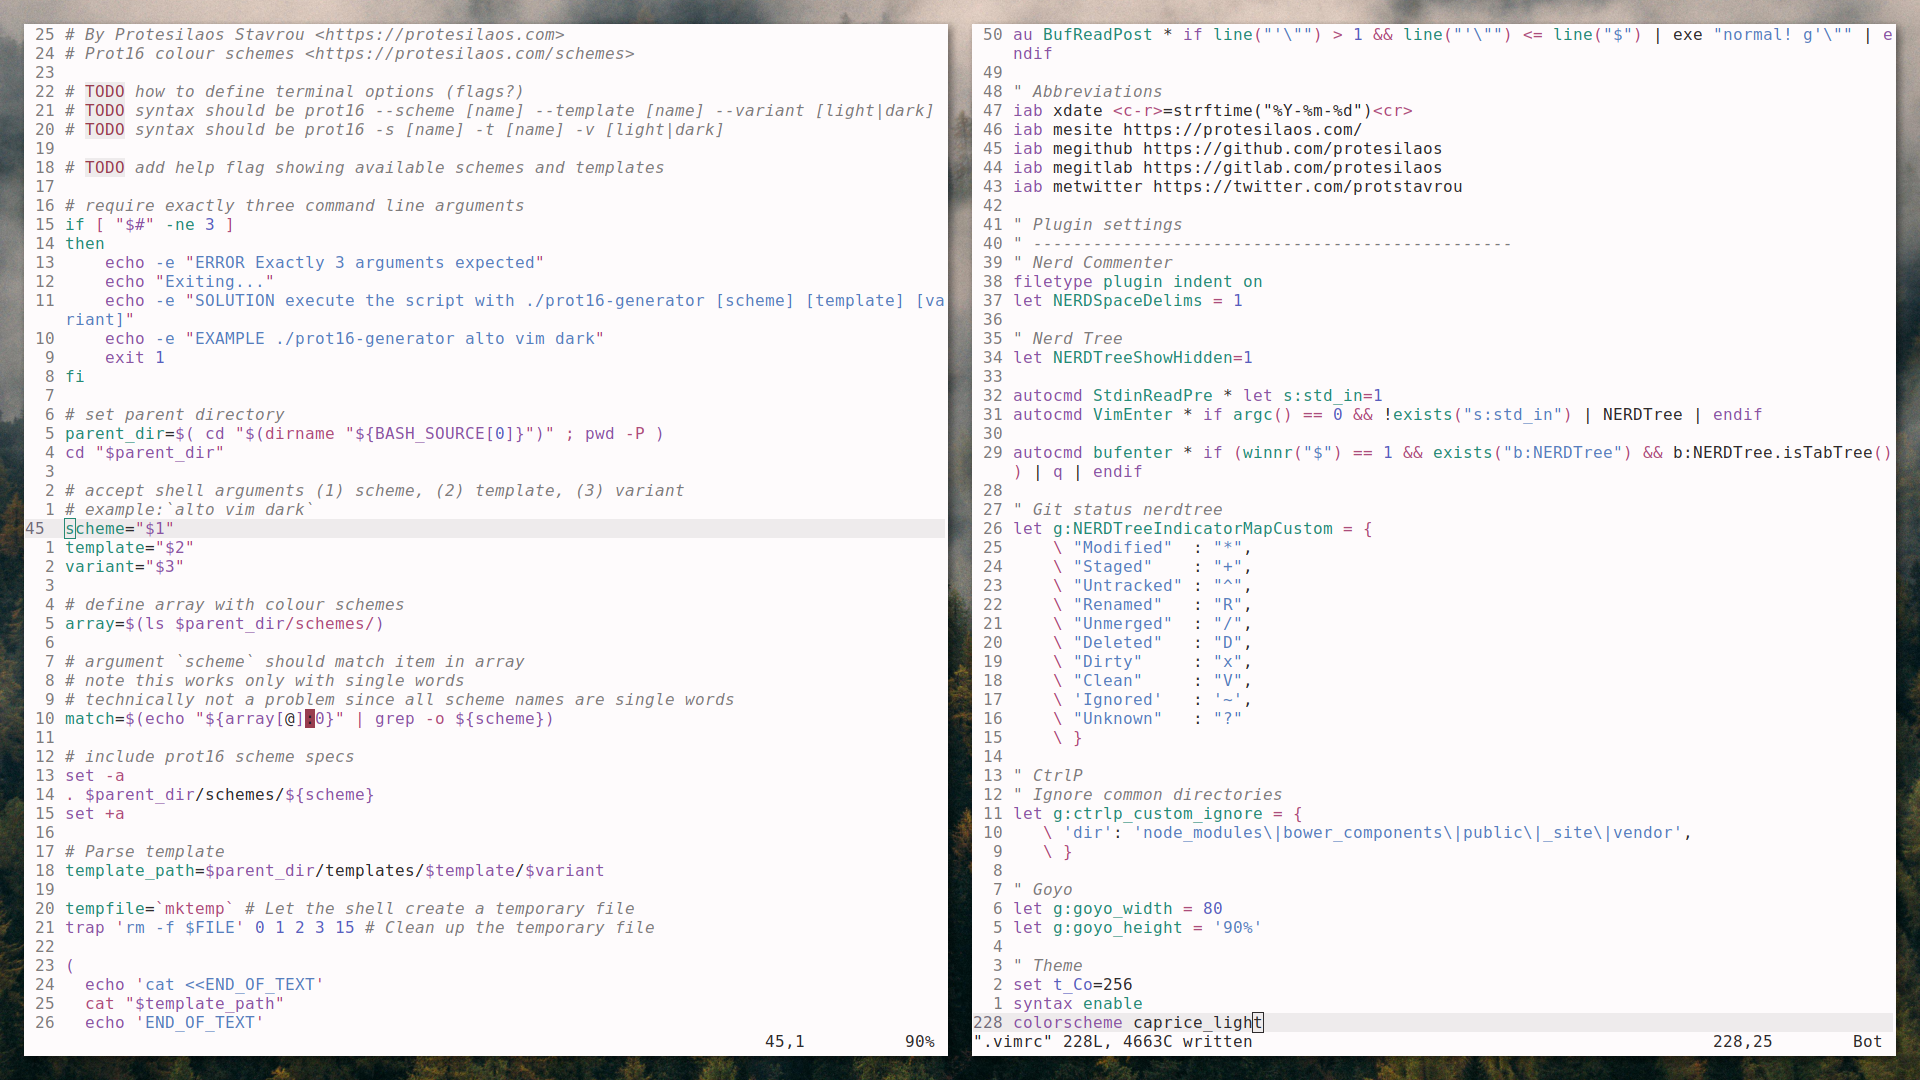 25 # By Protesilaos Stavrou <https://protesilaos.com>
24 # Prot16 colour schemes <https://protesilaos.com/schemes>
23
22 # TODO how to define terminal options (flags?)
21 # TODO syntax should be prot16 --scheme [name] --template [name] --variant [light|dark]
20 # TODO syntax should be prot16 -s [name] -t [name] -v [light|dark]
19
18 # TODO add help flag showing available schemes and templates
17
16 # require exactly three command line arguments
15 if [ "$#" -ne 3 ]
14 then
13     echo -e "ERROR Exactly 3 arguments expected"
12     echo "Exiting..."
11     echo -e "SOLUTION execute the script with ./prot16-generator [scheme] [template] [va
riant]"
10     echo -e "EXAMPLE ./prot16-generator alto vim dark"
9     exit 1
8 fi
7
6 # set parent directory
5 parent_dir=$( cd "$(dirname "${BASH_SOURCE[0]}")" ; pwd -P )
4 cd "$parent_dir"
3
2 # accept shell arguments (1) scheme, (2) template, (3) variant
1 # example:`alto vim dark`
45 scheme="$1"
1 template="$2"
2 variant="$3"
3
4 # define array with colour schemes
5 array=$(ls $parent_dir/schemes/)
6
7 # argument `scheme` should match item in array
8 # note this works only with single words
9 # technically not a problem since all scheme names are single words
10 match=$(echo "${array[@]:0}" | grep -o ${scheme})
11
12 # include prot16 scheme specs
13 set -a
14 . $parent_dir/schemes/${scheme}
15 set +a
16
17 # Parse template
18 template_path=$parent_dir/templates/$template/$variant
19
20 tempfile=`mktemp` # Let the shell create a temporary file
21 trap 'rm -f $FILE' 0 1 2 3 15 # Clean up the temporary file
22
23 (
24   echo 'cat <<END_OF_TEXT'
25   cat "$template_path"
26   echo 'END_OF_TEXT'
45,1 90%
50 au BufReadPost * if line("'\"") > 1 && line("'\"") <= line("$") | exe "normal! g'\"" | e
ndif
49
48 " Abbreviations
47 iab xdate <c-r>=strftime("%Y-%m-%d")<cr>
46 iab mesite https://protesilaos.com/
45 iab megithub https://github.com/protesilaos
44 iab megitlab https://gitlab.com/protesilaos
43 iab metwitter https://twitter.com/protstavrou
42
41 " Plugin settings
40 " ------------------------------------------------
39 " Nerd Commenter
38 filetype plugin indent on
37 let NERDSpaceDelims = 1
36
35 " Nerd Tree
34 let NERDTreeShowHidden=1
33
32 autocmd StdinReadPre * let s:std_in=1
31 autocmd VimEnter * if argc() == 0 && !exists("s:std_in") | NERDTree | endif
30
29 autocmd bufenter * if (winnr("$") == 1 && exists("b:NERDTree") && b:NERDTree.isTabTree()
) | q | endif
28
27 " Git status nerdtree
26 let g:NERDTreeIndicatorMapCustom = {
25     \ "Modified"  : "*",
24     \ "Staged"    : "+",
23     \ "Untracked" : "^",
22     \ "Renamed"   : "R",
21     \ "Unmerged"  : "/",
20     \ "Deleted"   : "D",
19     \ "Dirty"     : "x",
18     \ "Clean"     : "V",
17     \ 'Ignored'   : '~',
16     \ "Unknown"   : "?"
15     \ }
14
13 " CtrlP
12 " Ignore common directories
11 let g:ctrlp_custom_ignore = {
10    \ 'dir': 'node_modules\|bower_components\|public\|_site\|vendor',
9    \ }
8
7 " Goyo
6 let g:goyo_width = 80
5 let g:goyo_height = '90%'
4
3 " Theme
2 set t_Co=256
1 syntax enable
228 colorscheme caprice_light
".vimrc" 228L, 4663C written 228,25 Bot